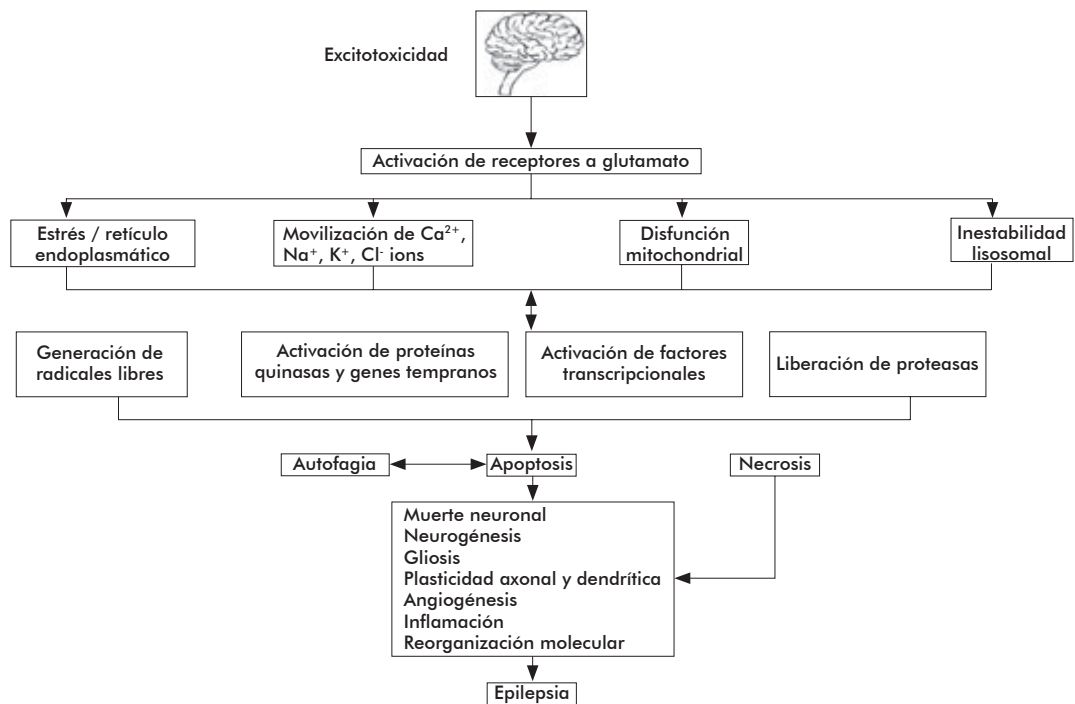 Excitotoxicidad
Activación de receptores a glutamato
Estrés / retículo
endoplasmático
Movilización de Ca²⁺,
Na⁺, K⁺, Cl⁻ ions
Disfunción
mitochondrial
Inestabilidad
lisosomal
Generación de
radicales libres
Activación de proteínas
quinasas y genes tempranos
Activación de factores
transcripcionales
Liberación de proteasas
Autofagia
Apoptosis
Necrosis
Muerte neuronal
Neurogénesis
Gliosis
Plasticidad axonal y dendrítica
Angiogénesis
Inflamación
Reorganización molecular
Epilepsia